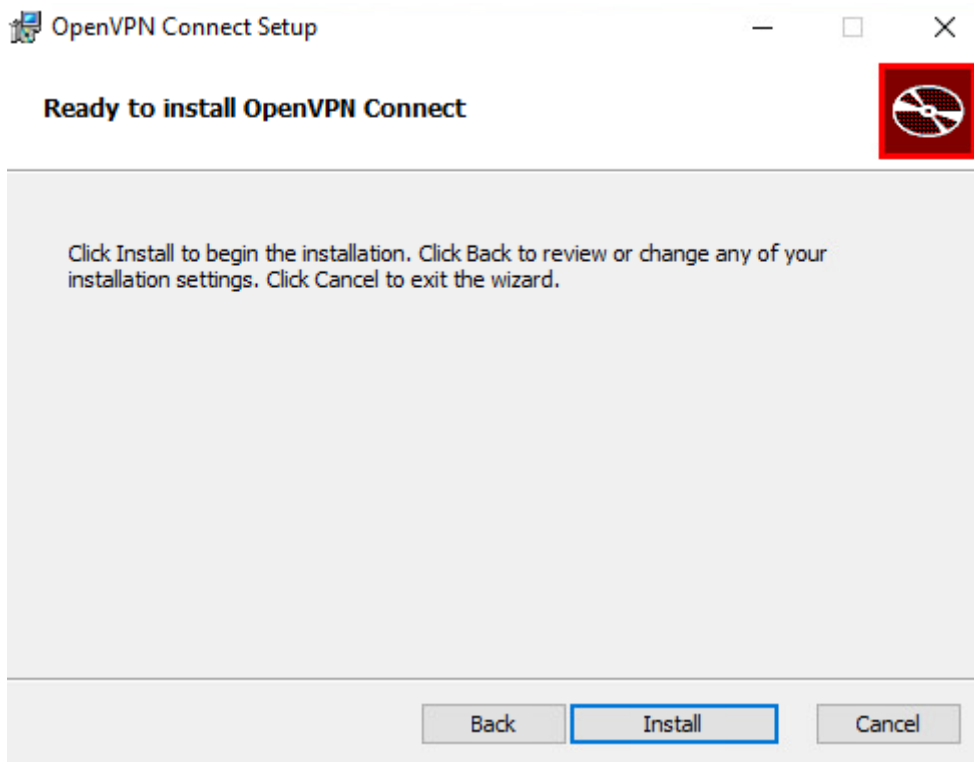 OpenVPN Connect Setup
Ready to install OpenVPN Connect
Click Install to begin the installation. Click Back to review or change any of your
installation settings. Click Cancel to exit the wizard.
Back Install Cancel